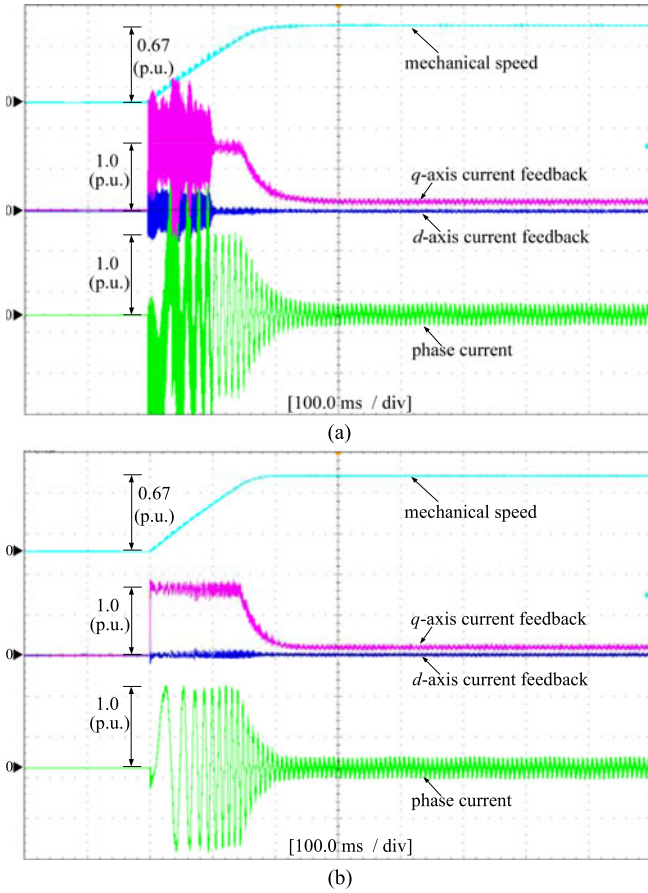 0.67
(p.u.)
mechanical speed
0
1.0
(p.u.)
q-axis current feedback
0
d-axis current feedback
1.0
(p.u.)
0
phase current
[100.0 ms / div]
(a)
0.67
(p.u.)
mechanical speed
0
1.0
(p.u.)
q-axis current feedback
0
d-axis current feedback
1.0
(p.u.)
0
phase current
[100.0 ms / div]
(b)